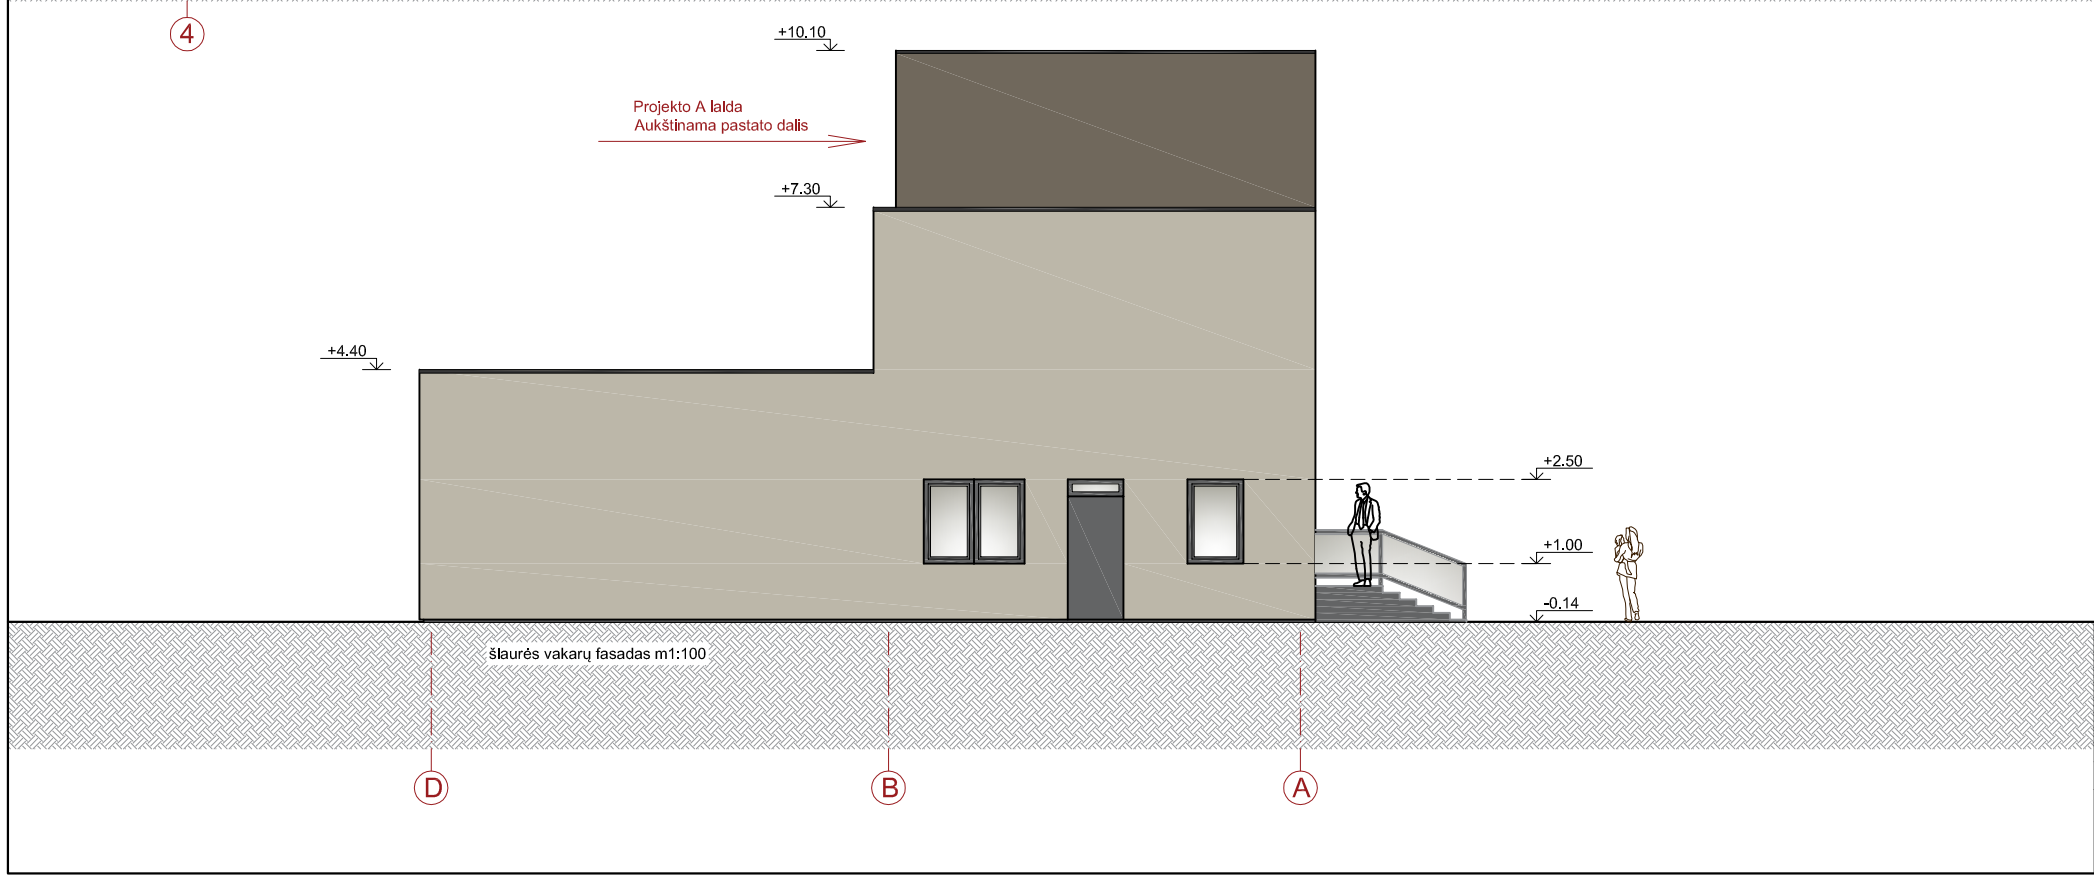 4
+10.10
Projekto A laida
Aukštinama pastato dalis
+7.30
+4.40
+2.50
+1.00
-0.14
šlaurės vakarų fasadas m1:100
D
B
A